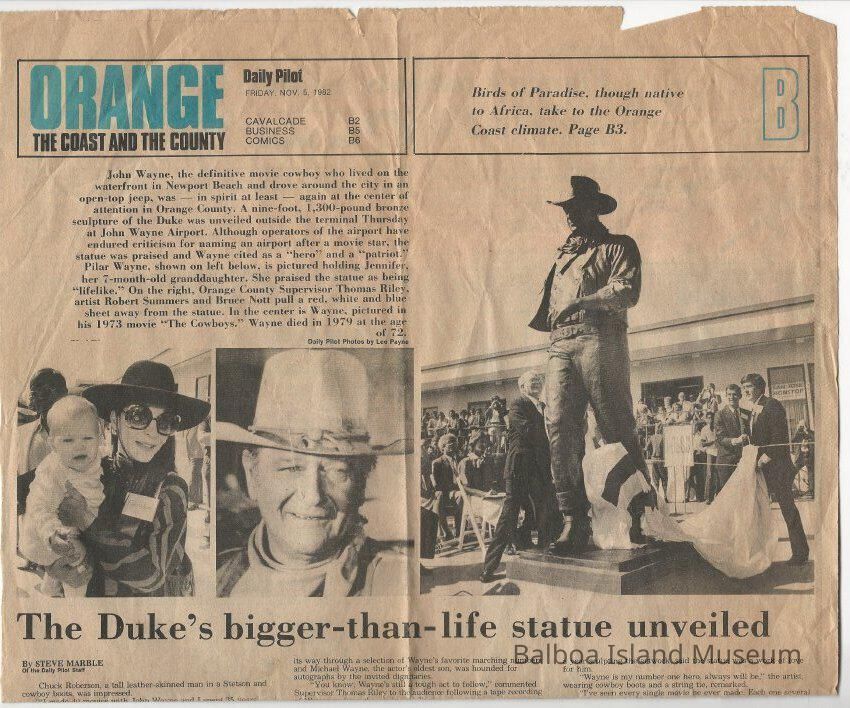 ORANGE
THE COAST AND THE COUNTY
Daily Pilot
FRIDAY, NOV. 5, 1982
CAVALCADE B2
BUSINESS B5
COMICS B6
Birds of Paradise, though native
to Africa, take to the Orange
Coast climate. Page B3.
B
John Wayne, the definitive movie cowboy who lived on the
waterfront in Newport Beach and drove around the city in an
open-top jeep, was — in spirit at least — again at the center of
attention in Orange County. A nine-foot, 1,300-pound bronze
sculpture of the Duke was unveiled outside the terminal Thursday
at John Wayne Airport. Although operators of the airport have
endured criticism for naming an airport after a movie star, the
statue was praised and Wayne cited as a “hero” and a “patriot.”
Pilar Wayne, shown on left below, is pictured holding Jennifer,
her 7-month-old granddaughter. She praised the statue as being
“lifelike.” On the right, Orange County Supervisor Thomas Riley,
artist Robert Summers and Bruce Nott pull a red, white and blue
sheet away from the statue. In the center is Wayne, pictured in
his 1973 movie “The Cowboys.” Wayne died in 1979 at the age
of 72.
Daily Pilot Photos by Lee Payne
The Duke’s bigger-than-life statue unveiled
Balboa Island Museum
By STEVE MARBLE
Of the Daily Pilot Staff
Chuck Roberson, a tall leather-skinned man in a Stetson and
cowboy boots, was impressed.
its way through a selection of Wayne’s favorite marching
and Michael Wayne, the actor’s oldest son, was hounded for
autographs by the invited dignitaries.
“You know, Wayne’s still a tough act to follow,” commented
Supervisor Thomas Riley to the audience following a tape recording
for him.
“Wayne is my number one hero, always will be,” the artist,
wearing cowboy boots and a string tie, remarked.
“I’ve seen every single movie he ever made. Each one several